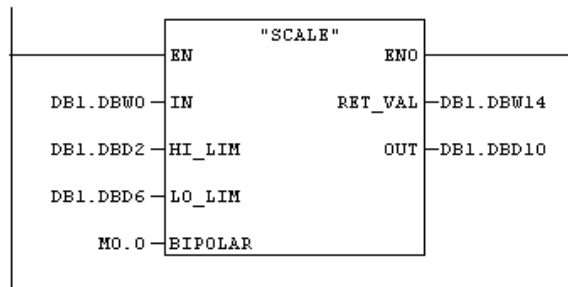 "SCALE"
EN ENO
DB1.DBW0 IN RET_VAL DB1.DBW14
DB1.DBD2 HI_LIM OUT DB1.DBD10
DB1.DBD6 LO_LIM
M0.0 BIPOLAR